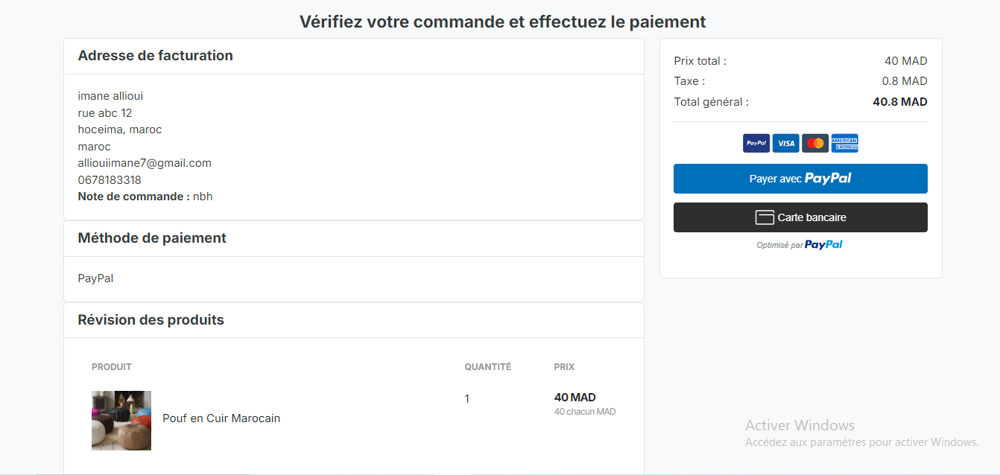 Vérifiez votre commande et effectuez le paiement
Adresse de facturation
imane allioui
rue abc 12
hoceima, maroc
maroc
alliouiimane7@gmail.com
0678183318
Note de commande : nbh
Méthode de paiement
PayPal
Révision des produits
PRODUIT QUANTITÉ PRIX
Pouf en Cuir Marocain 1 40 MAD
40 chacun MAD
Prix total : 40 MAD
Taxe : 0.8 MAD
Total général : 40.8 MAD
PayPal VISA AMERICAN EXPRESS
Payer avec PayPal
Carte bancaire
Optimisé par PayPal
Activer Windows
Accédez aux paramètres pour activer Windows.